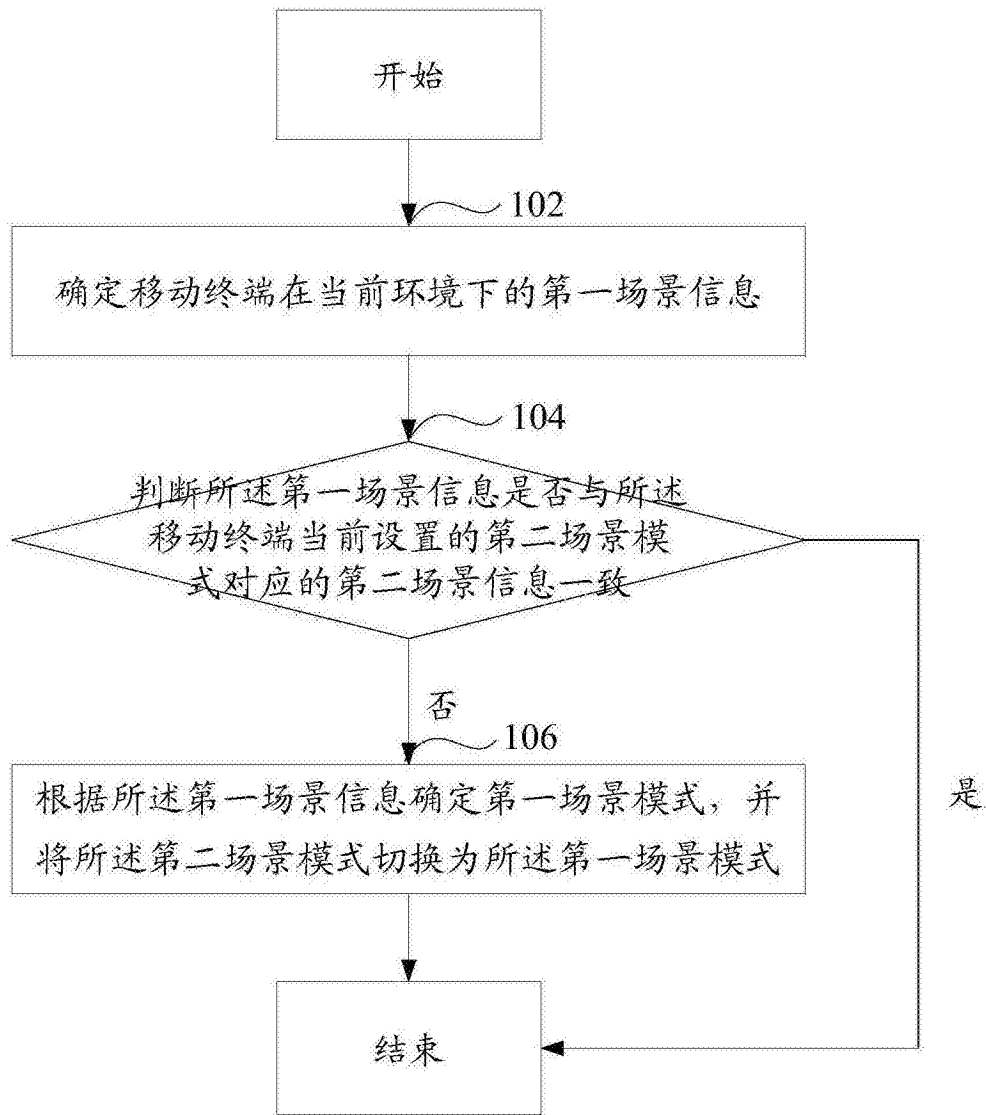 开始
102
确定移动终端在当前环境下的第一场景信息
104
判断所述第一场景信息是否与所述
移动终端当前设置的第二场景模
式对应的第二场景信息一致
否
106
根据所述第一场景信息确定第一场景模式，并
将所述第二场景模式切换为所述第一场景模式
是
结束